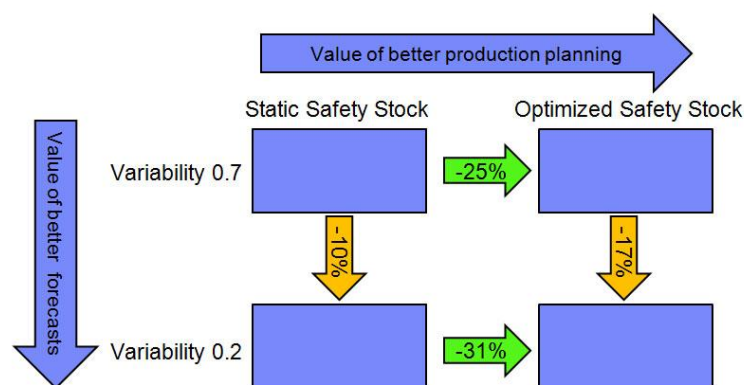 Value of better production planning
Static Safety Stock
Optimized Safety Stock
Value of better forecasts
Variability 0.7
-25%
-10%
-17%
Variability 0.2
-31%